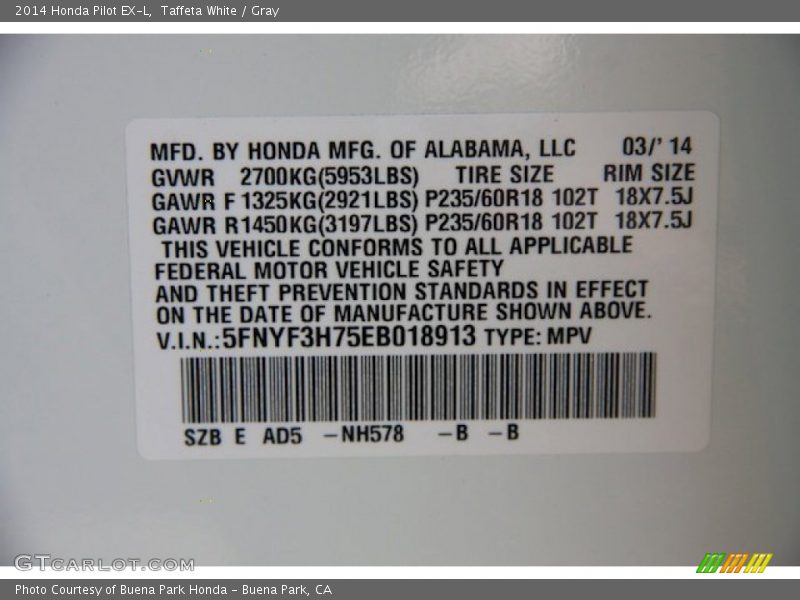 2014 Honda Pilot EX-L, Taffeta White / Gray
MFD. BY HONDA MFG. OF ALABAMA, LLC 03/' 14
GVWR 2700KG(5953LBS) TIRE SIZE RIM SIZE
GAWR F 1325KG(2921LBS) P235/60R18 102T 18X7.5J
GAWR R1450KG(3197LBS) P235/60R18 102T 18X7.5J
THIS VEHICLE CONFORMS TO ALL APPLICABLE
FEDERAL MOTOR VEHICLE SAFETY
AND THEFT PREVENTION STANDARDS IN EFFECT
ON THE DATE OF MANUFACTURE SHOWN ABOVE.
V.I.N.:5FNYF3H75EB018913 TYPE: MPV
SZB E AD5 -NH578 -B -B
GTCARLOT.COM
Photo Courtesy of Buena Park Honda - Buena Park, CA